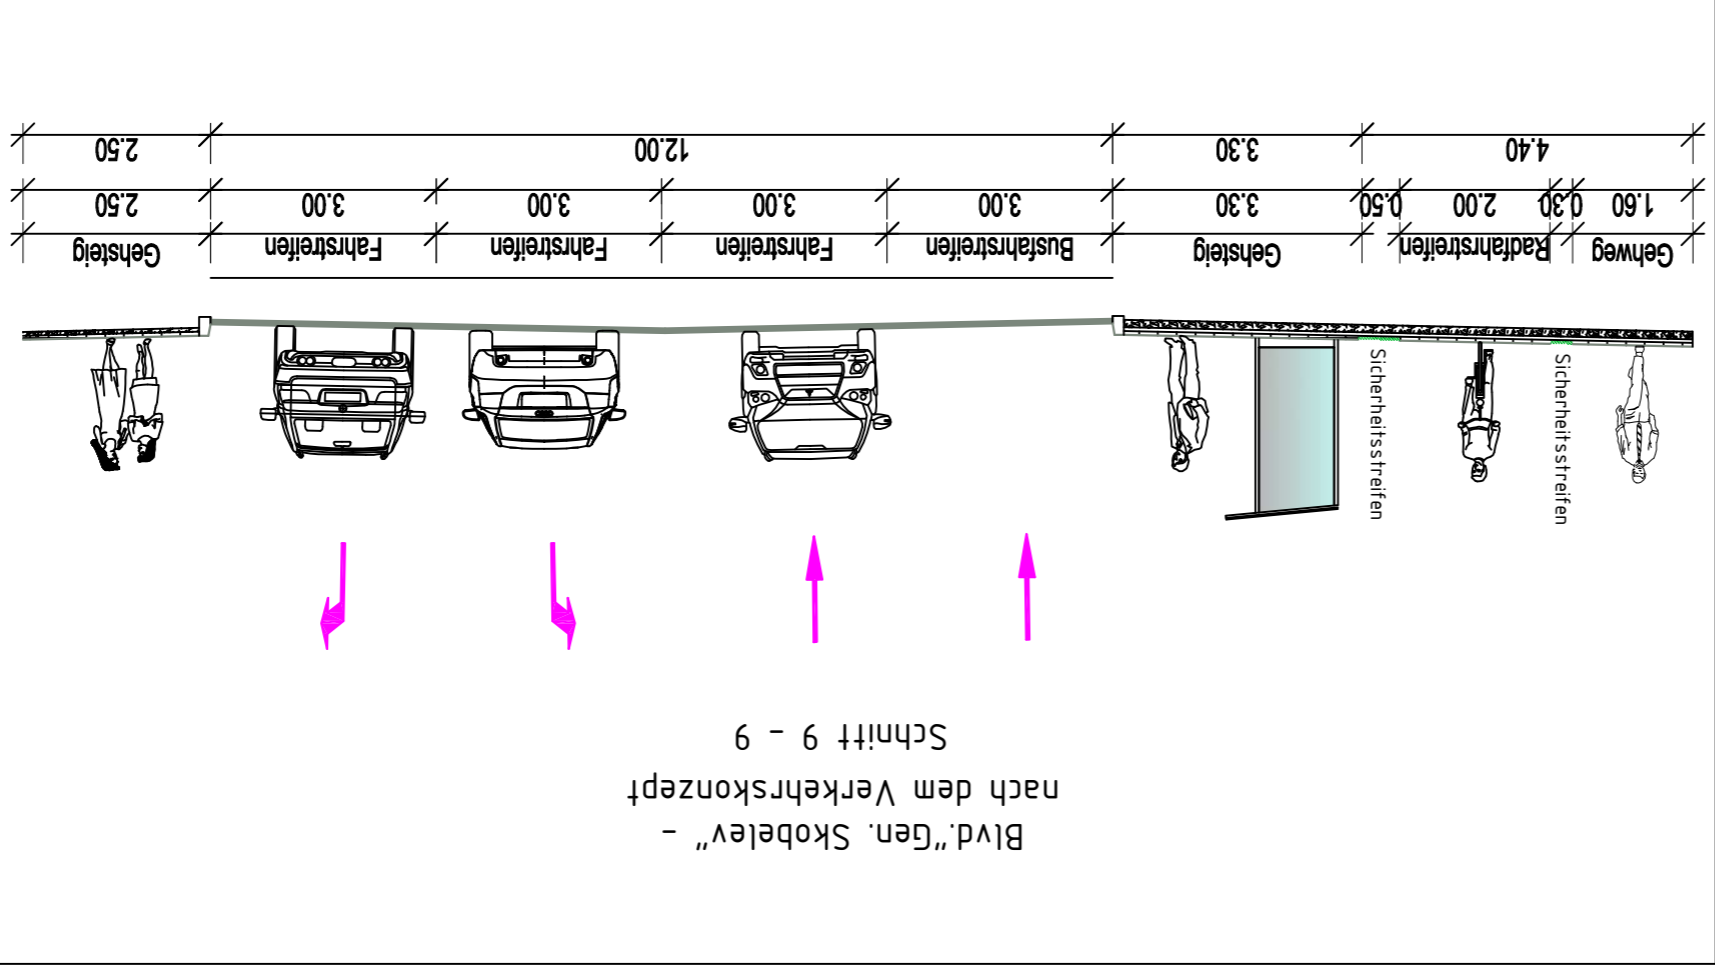 Blvd."Gen. Skobelev" -
nach dem Verkehrskonzept
Schnitt 9 - 9
Sicherheitsstreifen
Sicherheitsstreifen
Gehweg Radfahrstreifen Gehsteig Busfahrstreifen Fahrstreifen Fahrstreifen Fahrstreifen Gehsteig
1.60 0.30 2.00 0.50 3.30 3.00 3.00 3.00 3.00 2.50
4.40 3.30 12.00 2.50